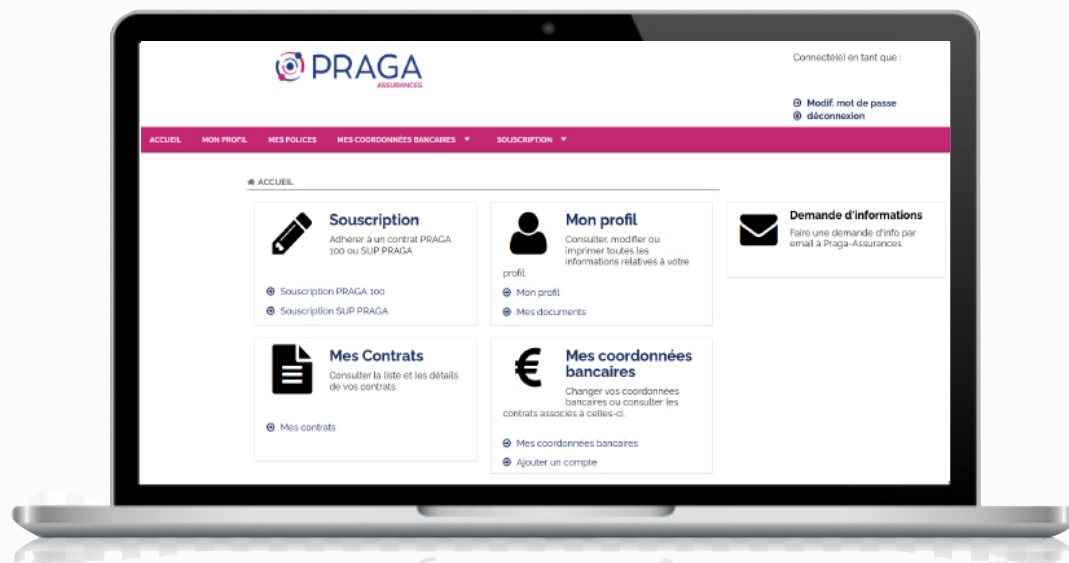 PRAGA
ASSURANCES
Connecté(e) en tant que :
Modif. mot de passe
déconnexion
ACCUEIL MON PROFIL MES POLICES MES COORDONNÉES BANCAIRES SOUSCRIPTION
ACCUEIL
Souscription
Adhérer à un contrat PRAGA
100 ou SUP PRAGA
Souscription PRAGA 100
Souscription SUP PRAGA
Mon profil
Consulter, modifier ou
imprimer toutes les
informations relatives à votre
profil
Mon profil
Mes documents
Demande d'informations
Faire une demande d'info par
email à Praga-Assurances
Mes Contrats
Consulter la liste et les détails
de vos contrats.
Mes contrats
€
Mes coordonnées
bancaires
Changer vos coordonnées
bancaires ou consulter les
contrats associés à celles-ci.
Mes coordonnées bancaires
Ajouter un compte